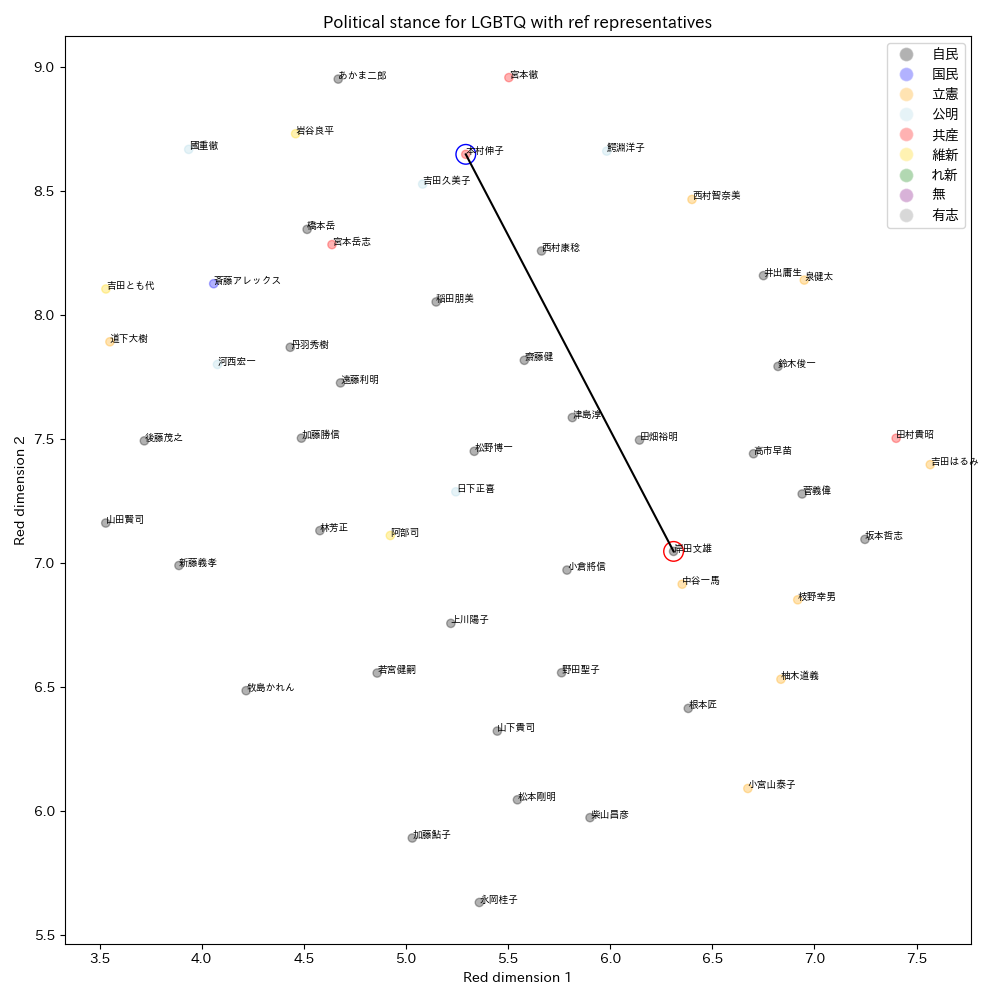 Political stance for LGBTQ with ref representatives
自民
国民
立憲
公明
共産
維新
れ新
無
有志
あかま二郎
宮本徹
岩谷良平
國重徹
本村伸子
鰐淵洋子
吉田久美子
西村智奈美
橋本岳
宮本岳志
西村康稔
井出庸生
泉健太
斎藤アレックス
吉田とも代
稲田朋美
道下大樹
丹羽秀樹
河西宏一
齋藤健
鈴木俊一
遠藤利明
津島淳
後藤茂之
加藤勝信
松野博一
田畑裕明
高市早苗
田村貴昭
吉田はるみ
日下正喜
菅義偉
山田賢司
林芳正
阿部司
坂本哲志
新藤義孝
小倉將信
岸田文雄
中谷一馬
枝野幸男
上川陽子
若宮健嗣
野田聖子
柚木道義
牧島かれん
根本匠
山下貴司
小宮山泰子
松本剛明
柴山昌彦
加藤鮎子
永岡桂子
9.0
8.5
8.0
7.5
7.0
6.5
6.0
5.5
Red dimension 2
3.5 4.0 4.5 5.0 5.5 6.0 6.5 7.0 7.5
Red dimension 1